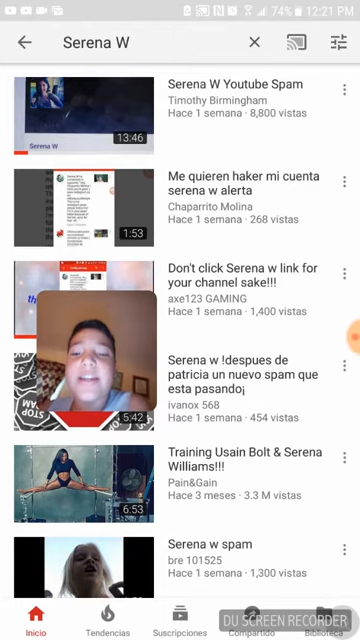 74% 12:21 PM
Serena W
Serena W
13:46
Serena W Youtube Spam
Timothy Birmingham
Hace 1 semana · 8,800 vistas
1:53
Me quieren haker mi cuenta
serena w alerta
Chaparrito Molina
Hace 1 semana · 268 vistas
Don't click Serena w link for
your channel sake!!!
axe123 GAMING
Hace 1 semana · 1,400 vistas
STOP
5:42
Serena w !despues de
patricia un nuevo spam que
esta pasando¡
ivanox 568
Hace 1 semana · 454 vistas
6:53
Training Usain Bolt & Serena
Williams!!!
Pain&Gain
Hace 3 meses · 3.3 M vistas
Serena w spam
bre 101525
Hace 1 semana · 1,300 vistas
Inicio
Tendencias
Suscripciones
Compartido
Biblioteca
DU SCREEN RECORDER